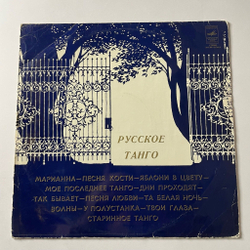 РУССКОЕ
ТАНГО
МАРИАННА—ПЕСНЯ КОСТИ—ЯБЛОНИ В ЦВЕТУ—
МОЕ ПОСЛЕДНЕЕ ТАНГО—ДНИ ПРОХОДЯТ—
ТАК БЫВАЕТ—ПЕСНЯ ЛЮБВИ—ТА БЕЛАЯ НОЧЬ—
ВОЛНЫ—У ПОЛУСТАНКА—ТВОИ ГЛАЗА—
СТАРИННОЕ ТАНГО